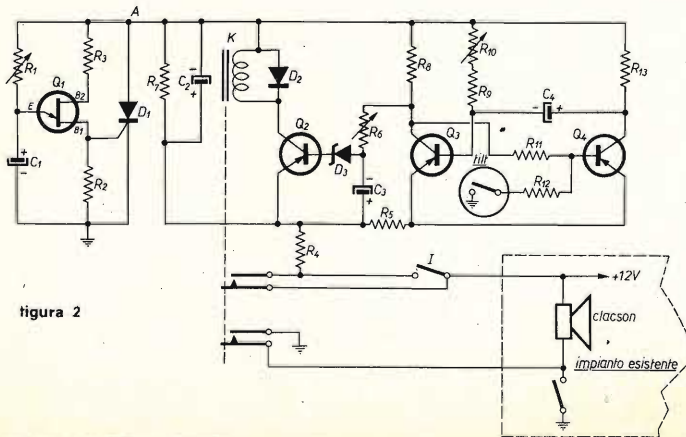 A
K
R1
R3
Q1
E
B2
B1
D1
C1
R2
R7
C2
D2
Q2
D3
R6
C3
R5
R4
R8
Q3
R10
R9
C4
R13
R11
tilt
R12
Q4
I
+12V
clacson
impianto esistente
figura 2